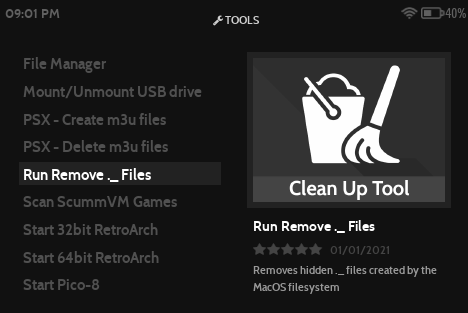 09:01 PM
TOOLS
40%
File Manager
Mount/Unmount USB drive
PSX - Create m3u files
PSX - Delete m3u files
Run Remove ._ Files
Scan ScummVM Games
Start 32bit RetroArch
Start 64bit RetroArch
Start Pico-8
Clean Up Tool
Run Remove ._ Files
01/01/2021
Removes hidden ._ files created by the
MacOS filesystem